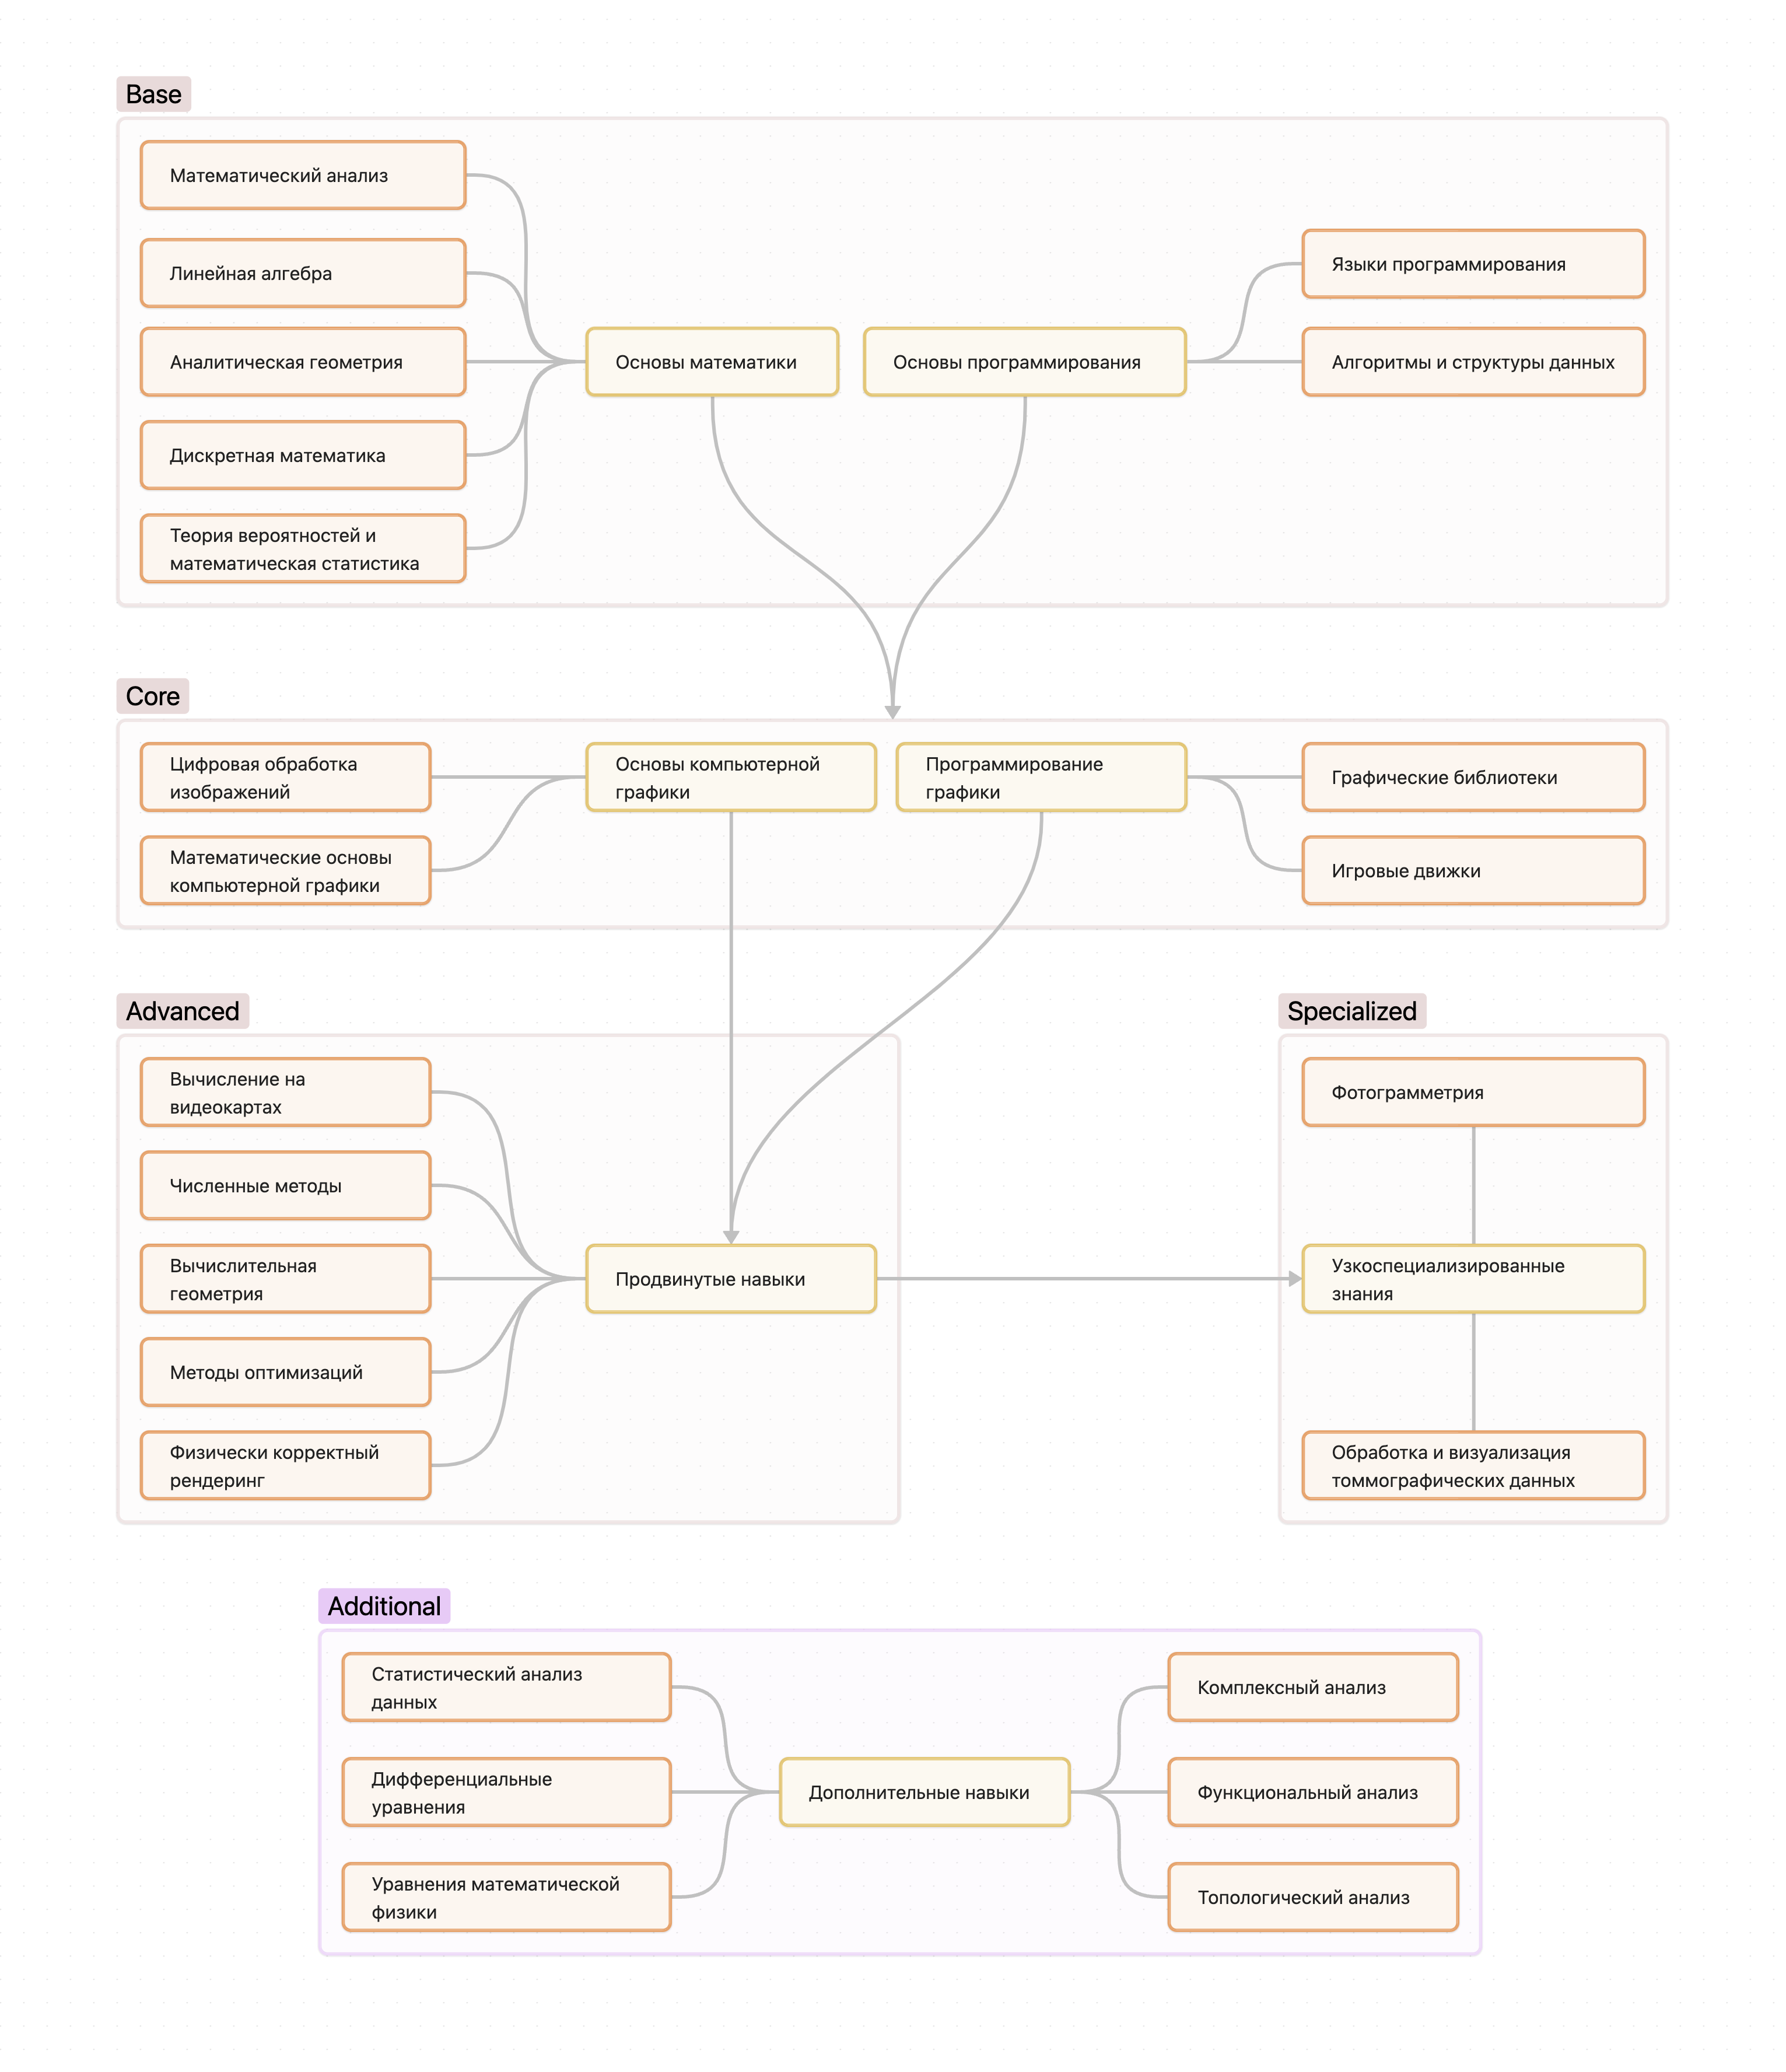 Base
Математический анализ
Линейная алгебра
Аналитическая геометрия
Дискретная математика
Теория вероятностей и
математическая статистика
Основы математики
Основы программирования
Языки программирования
Алгоритмы и структуры данных
Core
Цифровая обработка
изображений
Математические основы
компьютерной графики
Основы компьютерной
графики
Программирование
графики
Графические библиотеки
Игровые движки
Advanced
Вычисление на
видеокартах
Численные методы
Вычислительная
геометрия
Методы оптимизаций
Физически корректный
рендеринг
Продвинутые навыки
Specialized
Фотограмметрия
Узкоспециализированные
знания
Обработка и визуализация
томмографических данных
Additional
Статистический анализ
данных
Дифференциальные
уравнения
Уравнения математической
физики
Дополнительные навыки
Комплексный анализ
Функциональный анализ
Топологический анализ